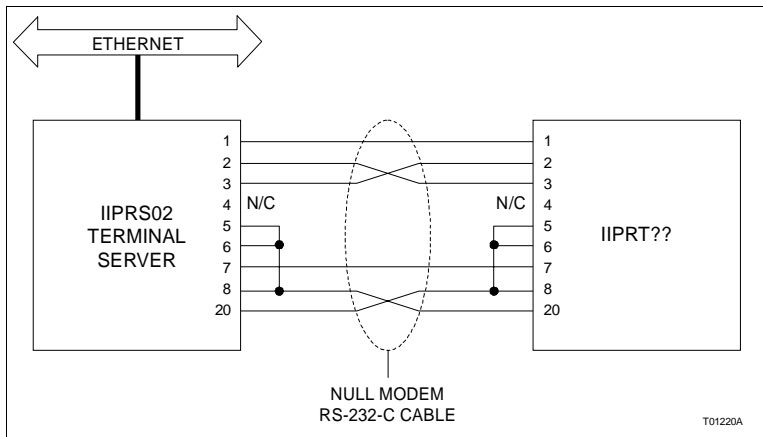 ETHERNET
IIPRS02
TERMINAL
SERVER
1
2
3
4
5
6
7
8
20
N/C
N/C
1
2
3
4
5
6
7
8
20
IIPRT??
NULL MODEM
RS-232-C CABLE
T01220A